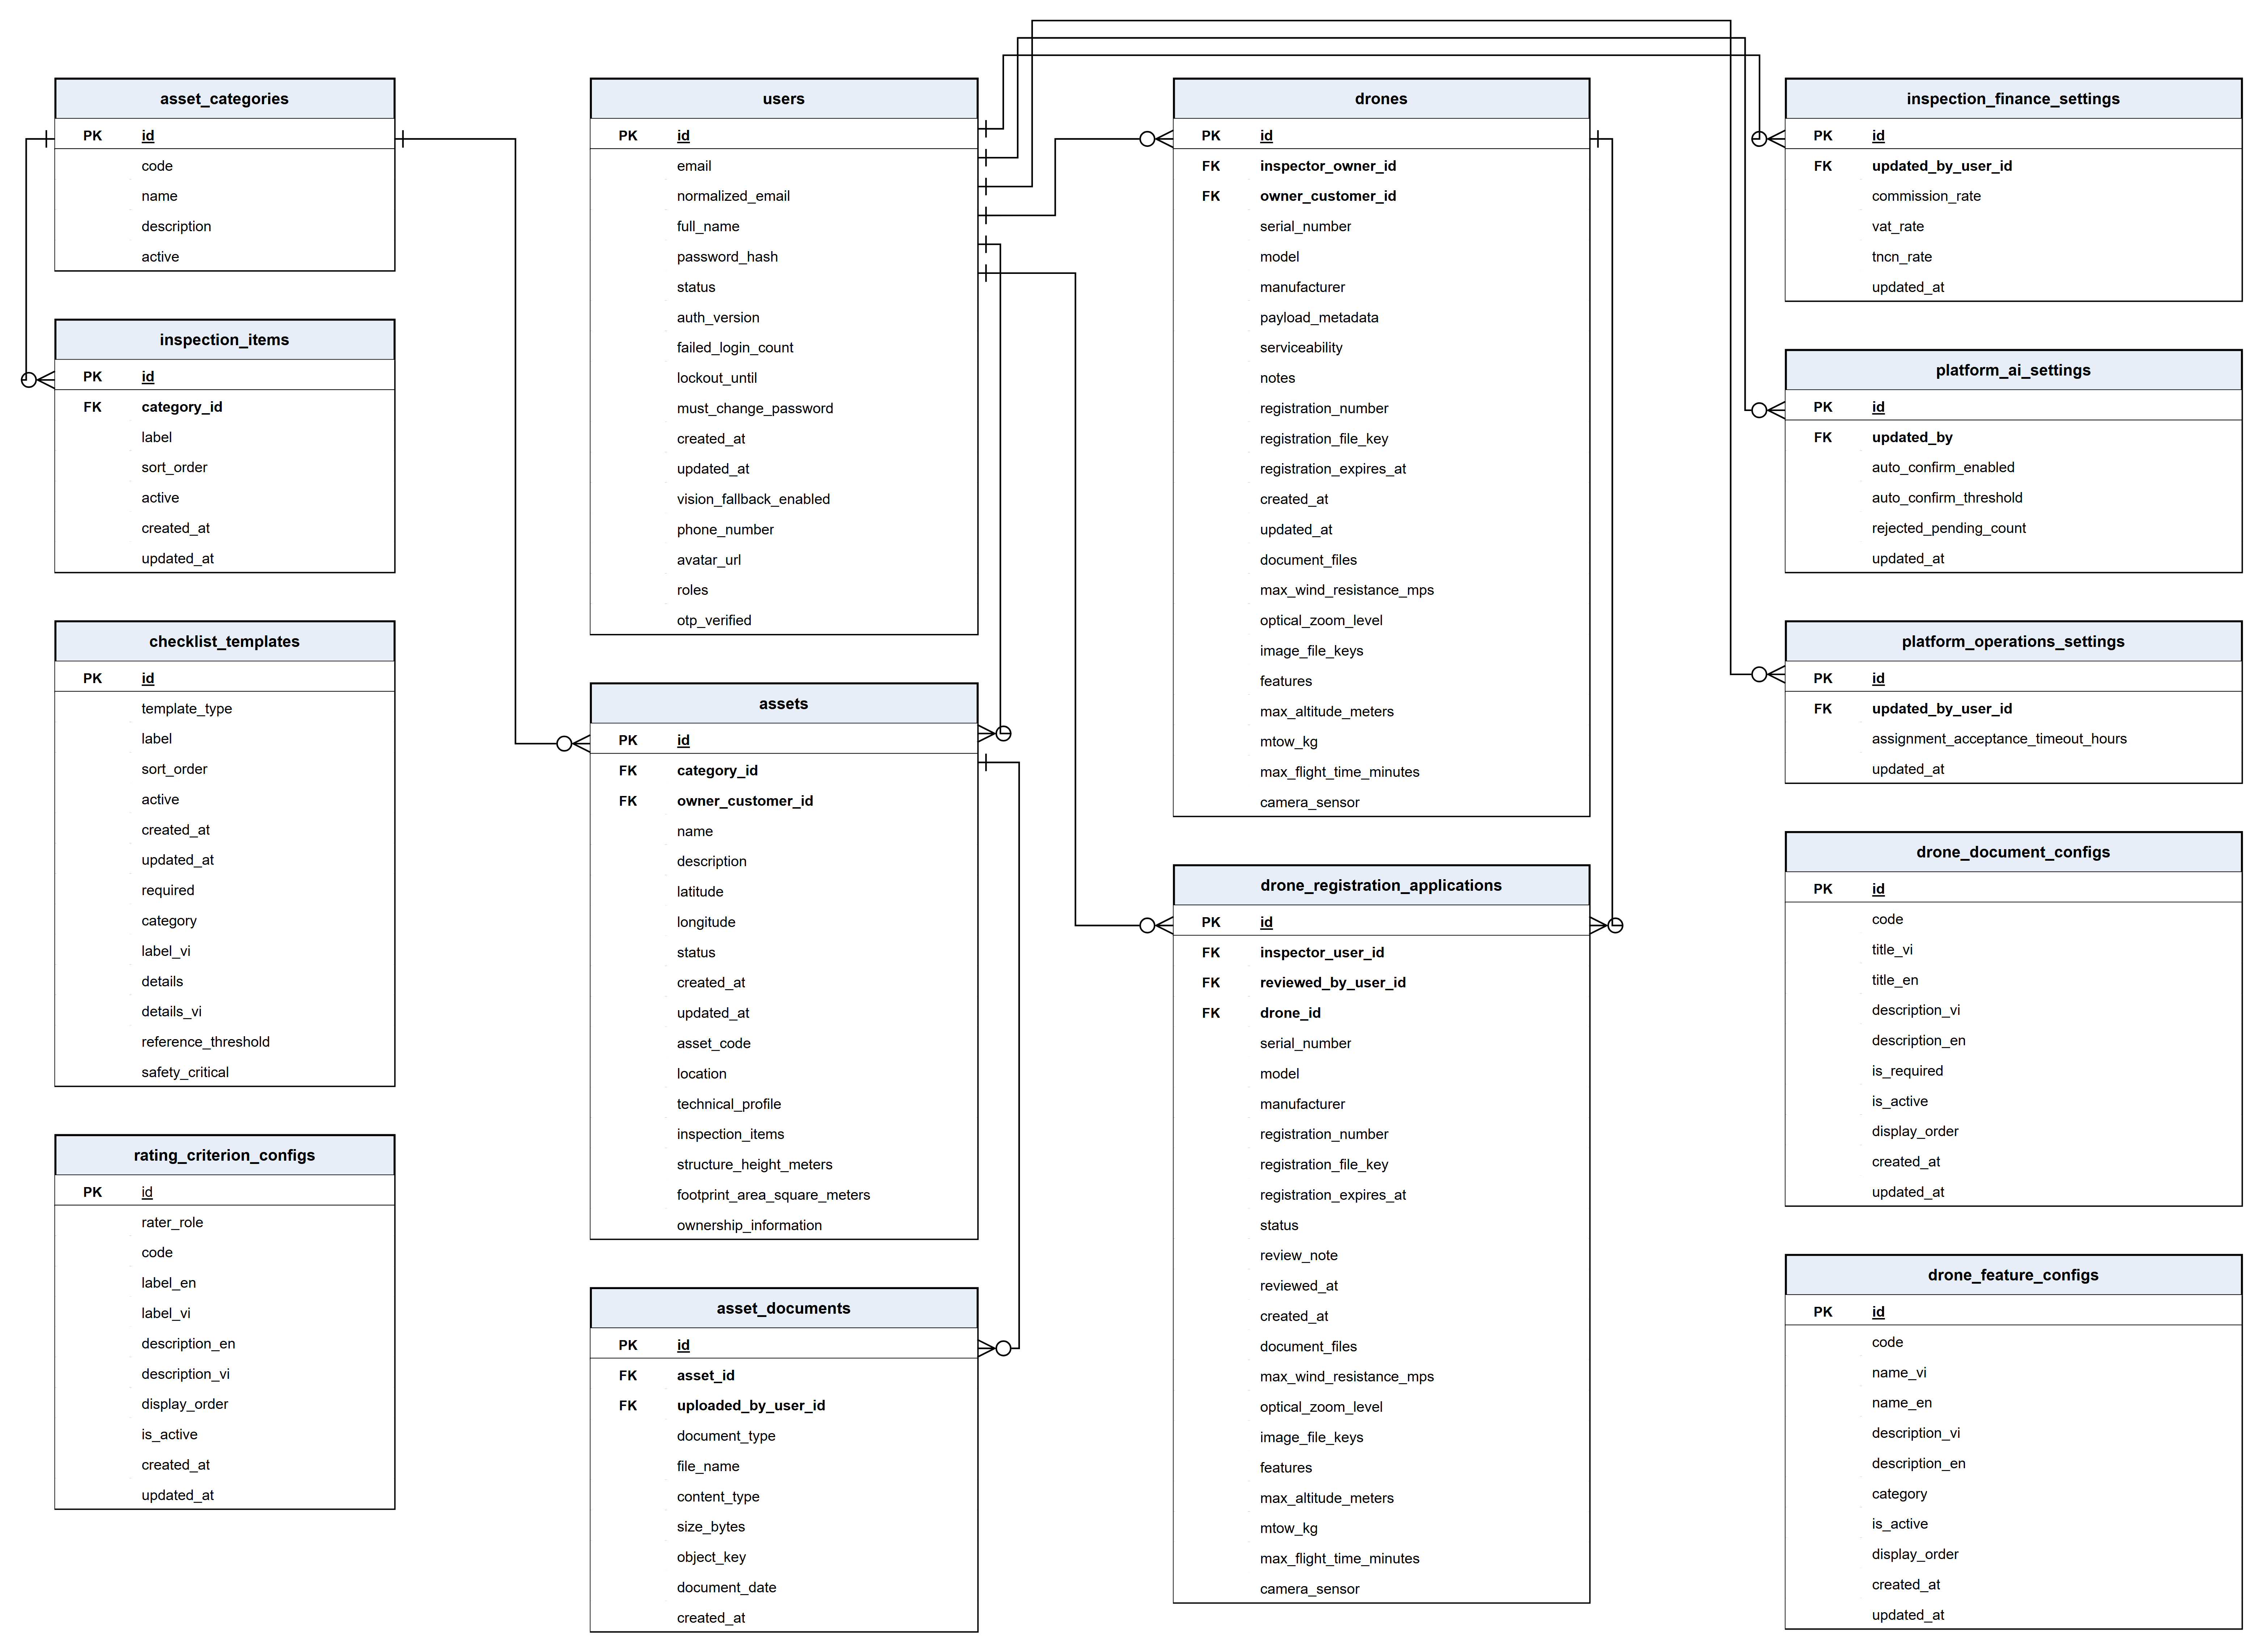 asset_categories
PK id
code
name
description
active
inspection_items
PK id
FK category_id
label
sort_order
active
created_at
updated_at
checklist_templates
PK id
template_type
label
sort_order
active
created_at
updated_at
required
category
label_vi
details
details_vi
reference_threshold
safety_critical
rating_criterion_configs
PK id
rater_role
code
label_en
label_vi
description_en
description_vi
display_order
is_active
created_at
updated_at
users
PK id
email
normalized_email
full_name
password_hash
status
auth_version
failed_login_count
lockout_until
must_change_password
created_at
updated_at
vision_fallback_enabled
phone_number
avatar_url
roles
otp_verified
assets
PK id
FK category_id
FK owner_customer_id
name
description
latitude
longitude
status
created_at
updated_at
asset_code
location
technical_profile
inspection_items
structure_height_meters
footprint_area_square_meters
ownership_information
asset_documents
PK id
FK asset_id
FK uploaded_by_user_id
document_type
file_name
content_type
size_bytes
object_key
document_date
created_at
drones
PK id
FK inspector_owner_id
FK owner_customer_id
serial_number
model
manufacturer
payload_metadata
serviceability
notes
registration_number
registration_file_key
registration_expires_at
created_at
updated_at
document_files
max_wind_resistance_mps
optical_zoom_level
image_file_keys
features
max_altitude_meters
mtow_kg
max_flight_time_minutes
camera_sensor
drone_registration_applications
PK id
FK inspector_user_id
FK reviewed_by_user_id
FK drone_id
serial_number
model
manufacturer
registration_number
registration_file_key
registration_expires_at
status
review_note
reviewed_at
created_at
document_files
max_wind_resistance_mps
optical_zoom_level
image_file_keys
features
max_altitude_meters
mtow_kg
max_flight_time_minutes
camera_sensor
inspection_finance_settings
PK id
FK updated_by_user_id
commission_rate
vat_rate
tncn_rate
updated_at
platform_ai_settings
PK id
FK updated_by
auto_confirm_enabled
auto_confirm_threshold
rejected_pending_count
updated_at
platform_operations_settings
PK id
FK updated_by_user_id
assignment_acceptance_timeout_hours
updated_at
drone_document_configs
PK id
code
title_vi
title_en
description_vi
description_en
is_required
is_active
display_order
created_at
updated_at
drone_feature_configs
PK id
code
name_vi
name_en
description_vi
description_en
category
is_active
display_order
created_at
updated_at